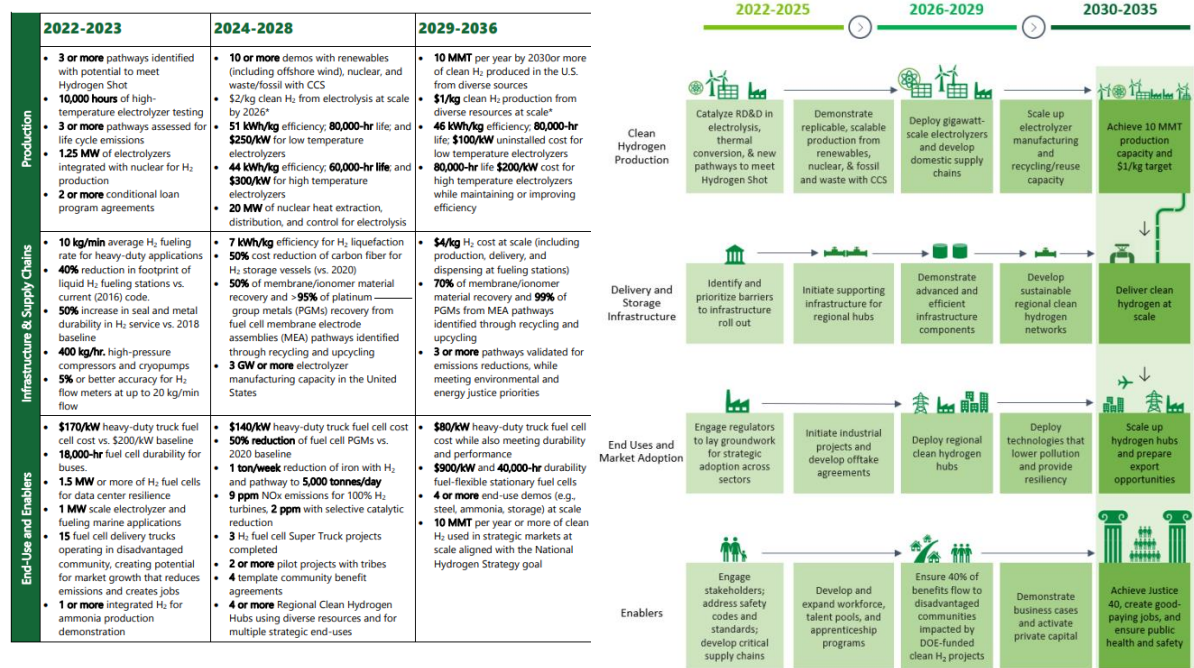 2022-2023
2024-2028
2029-2036
Production
• 3 or more pathways identified
with potential to meet
Hydrogen Shot
• 10,000 hours of high-
temperature electrolyzer testing
• 3 or more pathways assessed for
life cycle emissions
• 1.25 MW of electrolyzers
integrated with nuclear for H₂
production
• 2 or more conditional loan
program agreements
• 10 or more demos with renewables
(including offshore wind), nuclear, and
waste/fossil with CCS
• $2/kg clean H₂ from electrolysis at scale
by 2026*
• 51 kWh/kg efficiency; 80,000-hr life; and
$250/kW for low temperature
electrolyzers
• 44 kWh/kg efficiency; 60,000-hr life; and
$300/kW for high temperature
electrolyzers
• 20 MW of nuclear heat extraction,
distribution, and control for electrolysis
• 10 MMT per year by 2030or more
of clean H₂ produced in the U.S.
from diverse sources
• $1/kg clean H₂ production from
diverse resources at scale*
• 46 kWh/kg efficiency; 80,000-hr
life; $100/kW uninstalled cost for
low temperature electrolyzers
• 80,000-hr life $200/kW cost for
high temperature electrolyzers
while maintaining or improving
efficiency
Infrastructure & Supply Chains
• 10 kg/min average H₂ fueling
rate for heavy-duty applications
• 40% reduction in footprint of
liquid H₂ fueling stations vs.
current (2016) code.
• 50% increase in seal and metal
durability in H₂ service vs. 2018
baseline
• 400 kg/hr. high-pressure
compressors and cryopumps
• 5% or better accuracy for H₂
flow meters at up to 20 kg/min
flow
• 7 kWh/kg efficiency for H₂ liquefaction
• 50% cost reduction of carbon fiber for
H₂ storage vessels (vs. 2020)
• 50% of membrane/ionomer material
recovery and >95% of platinum
group metals (PGMs) recovery from
fuel cell membrane electrode
assemblies (MEA) pathways identified
through recycling and upcycling
• 3 GW or more electrolyzer
manufacturing capacity in the United
States
• $4/kg H₂ cost at scale (including
production, delivery, and
dispensing at fueling stations)
• 70% of membrane/ionomer
material recovery and 99% of
PGMs from MEA pathways
identified through recycling and
upcycling
• 3 or more pathways validated for
emissions reductions, while
meeting environmental and
energy justice priorities
End-Use and Enablers
• $170/kW heavy-duty truck fuel
cell cost vs. $200/kW baseline
• 18,000-hr fuel cell durability for
buses.
• 1.5 MW or more of H₂ fuel cells
for data center resilience
• 1 MW scale electrolyzer and
fueling marine applications
• 15 fuel cell delivery trucks
operating in disadvantaged
community, creating potential
for market growth that reduces
emissions and creates jobs
• 1 or more integrated H₂ for
ammonia production
demonstration
• $140/kW heavy-duty truck fuel cell cost
• 50% reduction of fuel cell PGMs vs.
2020 baseline
• 1 ton/week reduction of iron with H₂
and pathway to 5,000 tonnes/day
• 9 ppm NOx emissions for 100% H₂
turbines, 2 ppm with selective catalytic
reduction
• 3 H₂ fuel cell Super Truck projects
completed
• 2 or more pilot projects with tribes
• 4 template community benefit
agreements
• 4 or more Regional Clean Hydrogen
Hubs using diverse resources and for
multiple strategic end-uses
• $80/kW heavy-duty truck fuel cell
cost while also meeting durability
and performance
• $900/kW and 40,000-hr durability
fuel-flexible stationary fuel cells
• 4 or more end-use demos (e.g.,
steel, ammonia, storage) at scale
• 10 MMT per year or more of clean
H₂ used in strategic markets at
scale aligned with the National
Hydrogen Strategy goal
2022-2025
2026-2029
2030-2035
Clean
Hydrogen
Production
Catalyze RD&D in
electrolysis,
thermal
conversion, & new
pathways to meet
Hydrogen Shot
Demonstrate
replicable, scalable
production from
renewables,
nuclear, & fossil
and waste with CCS
Deploy gigawatt-
scale electrolyzers
and develop
domestic supply
chains
Scale up
electrolyzer
manufacturing
and
recycling/reuse
capacity
Achieve 10 MMT
production
capacity and
$1/kg target
Delivery and
Storage
Infrastructure
Identify and
prioritize barriers
to infrastructure
roll out
Initiate supporting
infrastructure for
regional hubs
Demonstrate
advanced and
efficient
infrastructure
components
Develop
sustainable
regional clean
hydrogen
networks
Deliver clean
hydrogen at
scale
End Uses and
Market Adoption
Engage regulators
to lay groundwork
for strategic
adoption across
sectors
Initiate industrial
projects and
develop offtake
agreements
Deploy regional
clean hydrogen
hubs
Deploy
technologies that
lower pollution
and provide
resiliency
Scale up
hydrogen hubs
and prepare
export
opportunities
Enablers
Engage
stakeholders;
address safety
codes and
standards;
develop critical
supply chains
Develop and
expand workforce,
talent pools, and
apprenticeship
programs
Ensure 40% of
benefits flow to
disadvantaged
communities
impacted by
DOE-funded
clean H₂ projects
Demonstrate
business cases
and activate
private capital
Achieve Justice
40, create good-
paying jobs, and
ensure public
health and safety